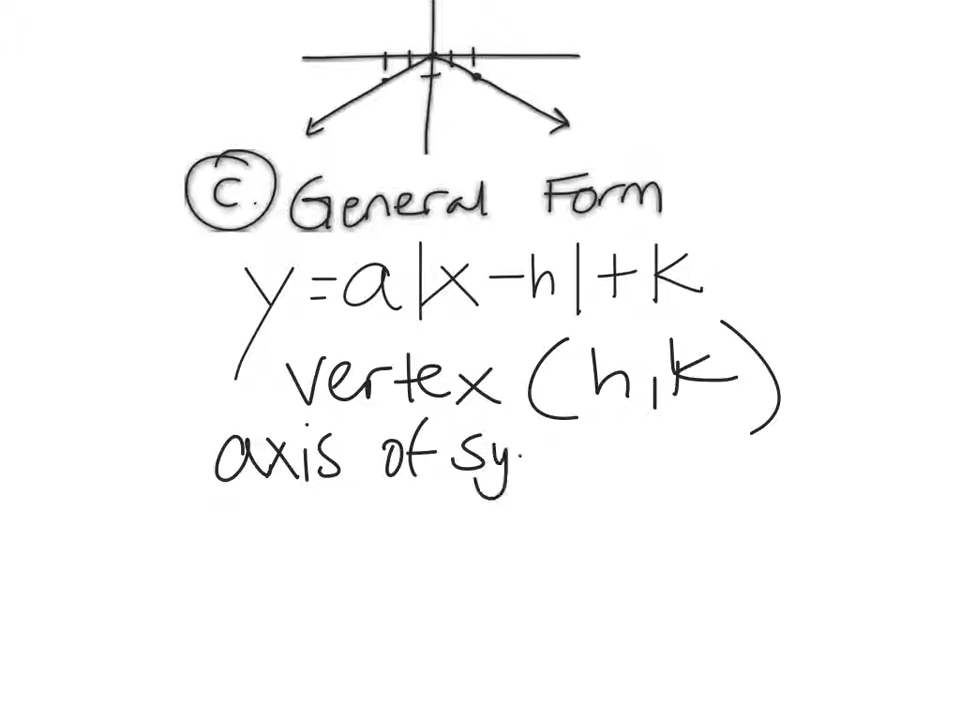 C. General Form
y = a|x - h| + k
vertex (h,k)
axis of sy